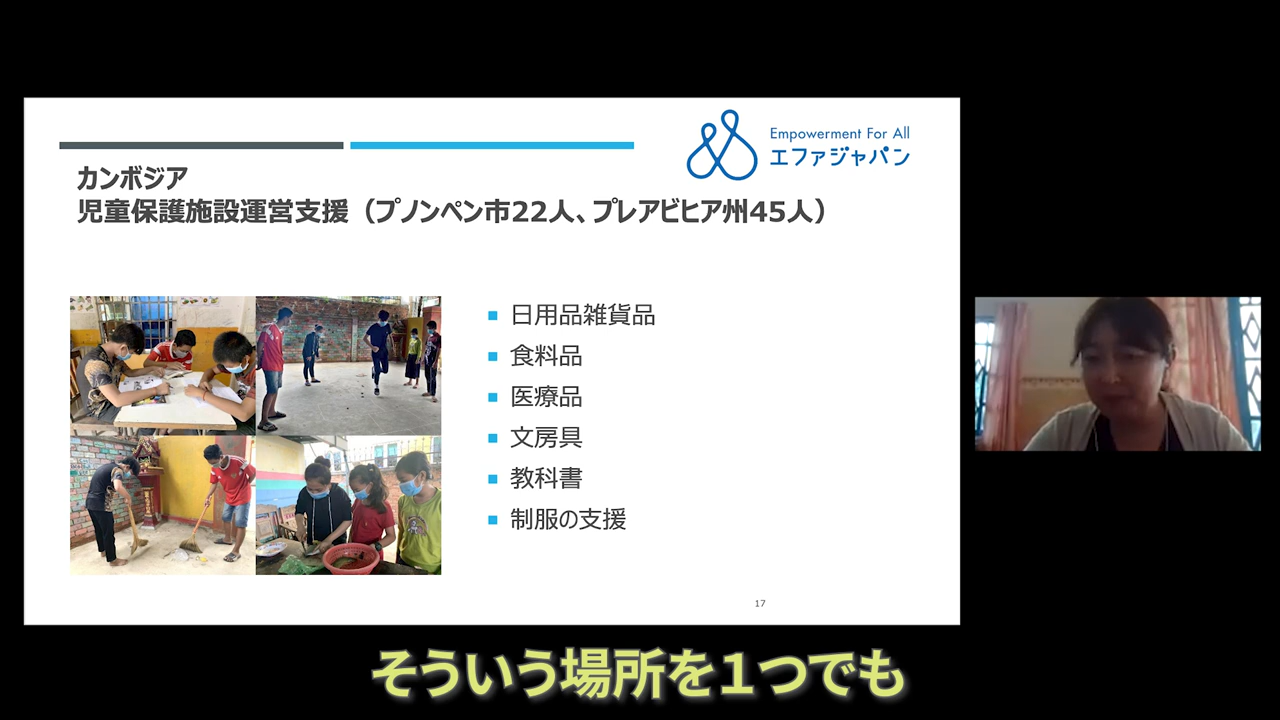 Empowerment For All
エファジャパン
カンボジア
児童保護施設運営支援（プノンペン市22人、プレアビヒア州45人）
日用品雑貨品
食料品
医療品
文房具
教科書
制服の支援
17
そういう場所を１つでも